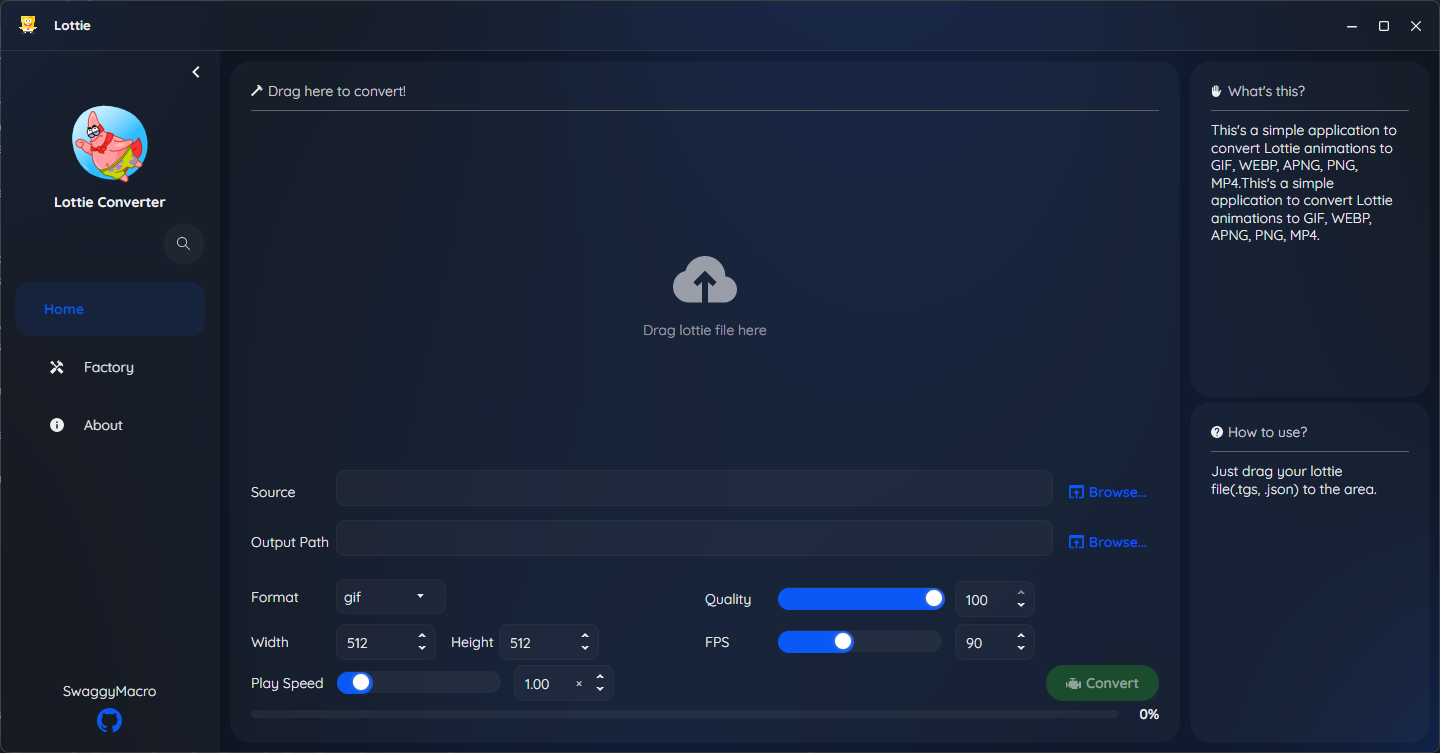 Lottie
Drag here to convert!
What's this?
This's a simple application to
convert Lottie animations to
GIF, WEBP, APNG, PNG,
MP4.This's a simple
application to convert Lottie
animations to GIF, WEBP,
APNG, PNG, MP4.
Lottie Converter
Home
Factory
About
Drag lottie file here
How to use?
Just drag your lottie
file(.tgs, .json) to the area.
Source
Browse...
Output Path
Browse...
Format gif
Quality 100
Width 512 Height 512
FPS 90
Play Speed 1.00 ×
Convert
0%
SwaggyMacro